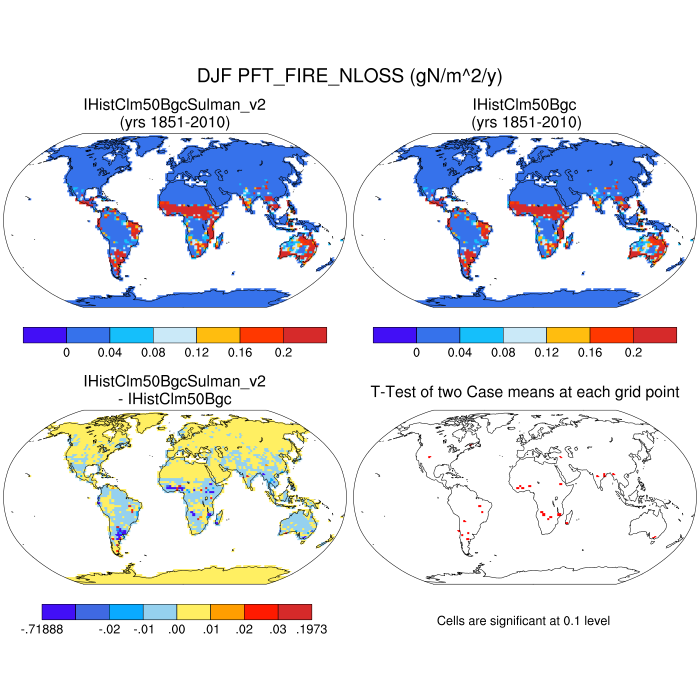 DJF PFT_FIRE_NLOSS (gN/m^2/y)
IHistClm50BgcSulman_v2
(yrs 1851-2010)
IHistClm50Bgc
(yrs 1851-2010)
0 0.04 0.08 0.12 0.16 0.2
0 0.04 0.08 0.12 0.16 0.2
IHistClm50BgcSulman_v2
- IHistClm50Bgc
T-Test of two Case means at each grid point
-.71888 -.02 -.01 .00 .01 .02 .03 .1973
Cells are significant at 0.1 level